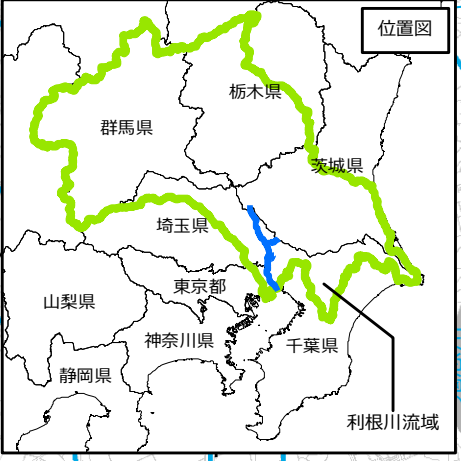 位置図
栃木県
群馬県
茨城県
埼玉県
東京都
山梨県
神奈川県
千葉県
静岡県
利根川流域